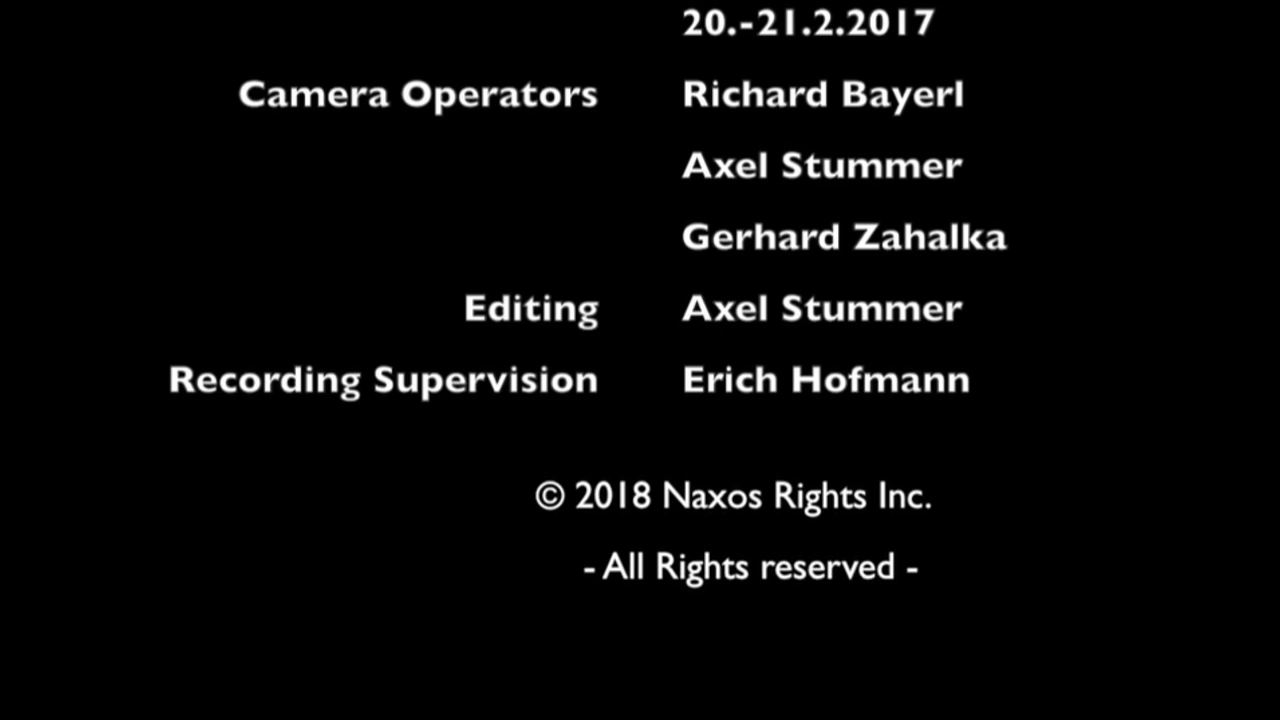 20.-21.2.2017
Camera Operators Richard Bayerl
Axel Stummer
Gerhard Zahalka
Editing Axel Stummer
Recording Supervision Erich Hofmann
© 2018 Naxos Rights Inc.
- All Rights reserved -